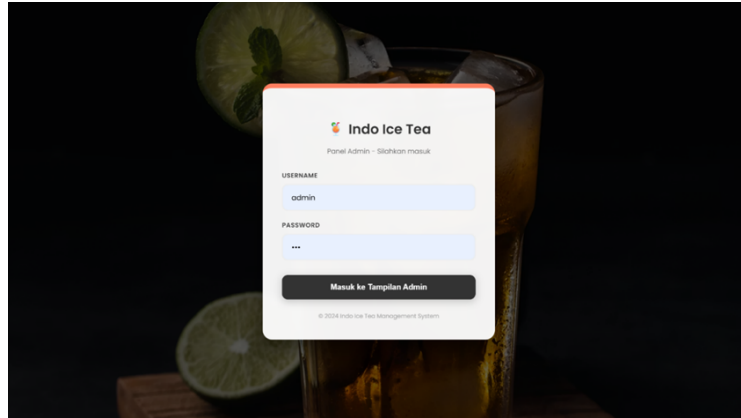 Indo Ice Tea
Panel Admin - Silahkan masuk
USERNAME
admin
PASSWORD
•••
Masuk ke Tampilan Admin
© 2024 Indo Ice Tea Management System